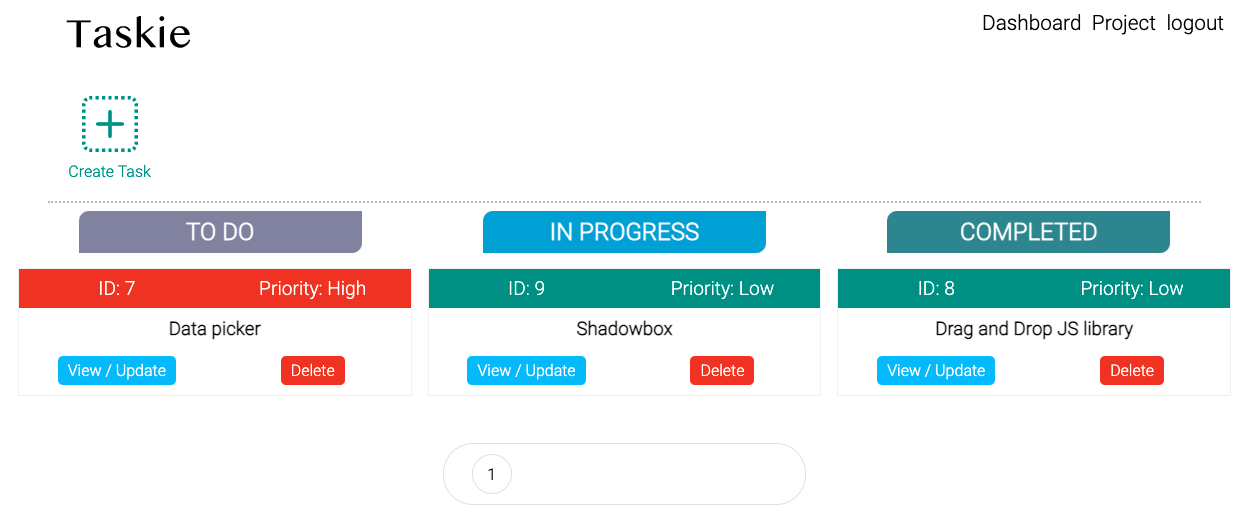 Taskie
Dashboard Project logout
Create Task
TO DO
IN PROGRESS
COMPLETED
ID: 7 Priority: High
Data picker
View / Update Delete
ID: 9 Priority: Low
Shadowbox
View / Update Delete
ID: 8 Priority: Low
Drag and Drop JS library
View / Update Delete
1